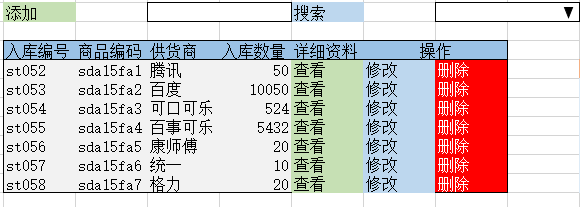 添加 搜索 ▼
入库编号 商品编码 供货商 入库数量 详细资料 操作
st052 sda15fa1 腾讯 50 查看 修改 删除
st053 sda15fa2 百度 10050 查看 修改 删除
st054 sda15fa3 可口可乐 524 查看 修改 删除
st055 sda15fa4 百事可乐 5432 查看 修改 删除
st056 sda15fa5 康师傅 20 查看 修改 删除
st057 sda15fa6 统一 10 查看 修改 删除
st058 sda15fa7 格力 20 查看 修改 删除